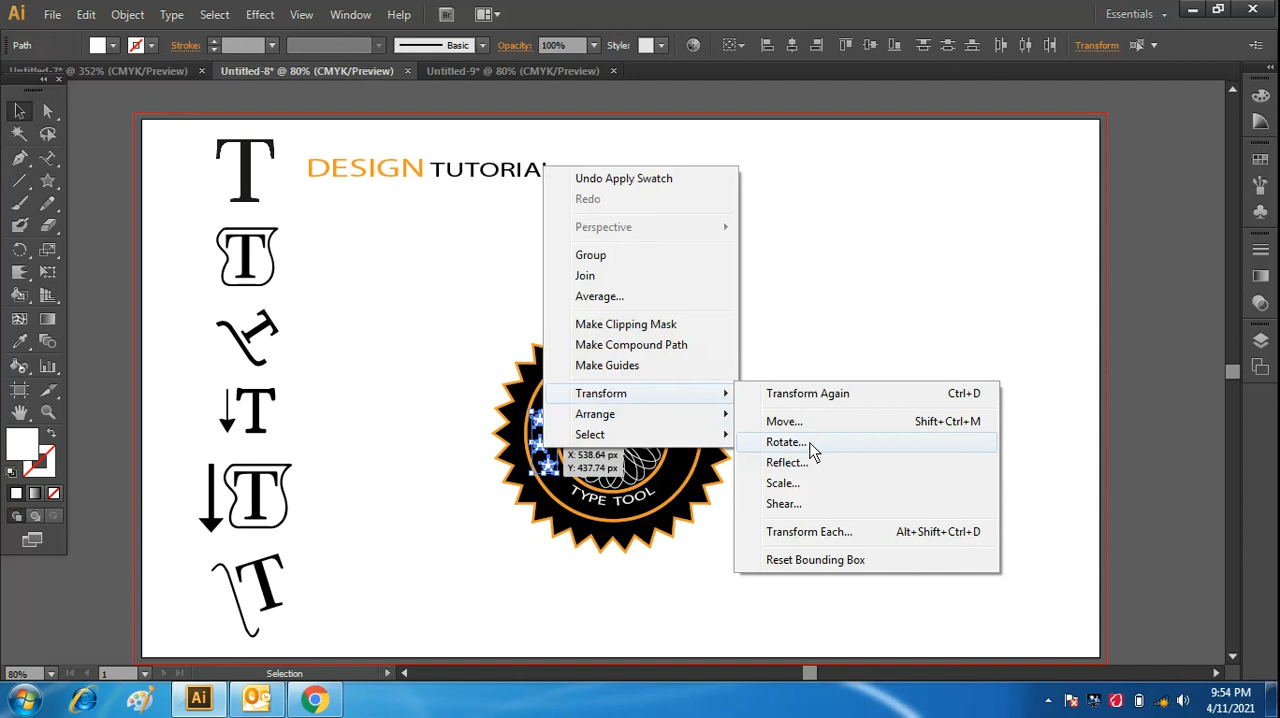 Ai File Edit Object Type Select Effect View Window Help Br Essentials
Path Stroke: Basic Opacity: 100% Style: Transform
Untitled-7* @ 352% (CMYK/Preview) Untitled-8* @ 80% (CMYK/Preview) Untitled-9* @ 80% (CMYK/Preview)
T DESIGN TUTORIAL
T
T
T
T
T
Undo Apply Swatch
Redo
Perspective
Group
Join
Average...
Make Clipping Mask
Make Compound Path
Make Guides
Transform
Arrange
Select
Transform Again Ctrl+D
Move... Shift+Ctrl+M
Rotate...
Reflect...
Scale...
Shear...
Transform Each... Alt+Shift+Ctrl+D
Reset Bounding Box
X: 538.64 px
Y: 437.74 px
TYPE TOOL
80% 1 Selection
Ai
9:54 PM
4/11/2021